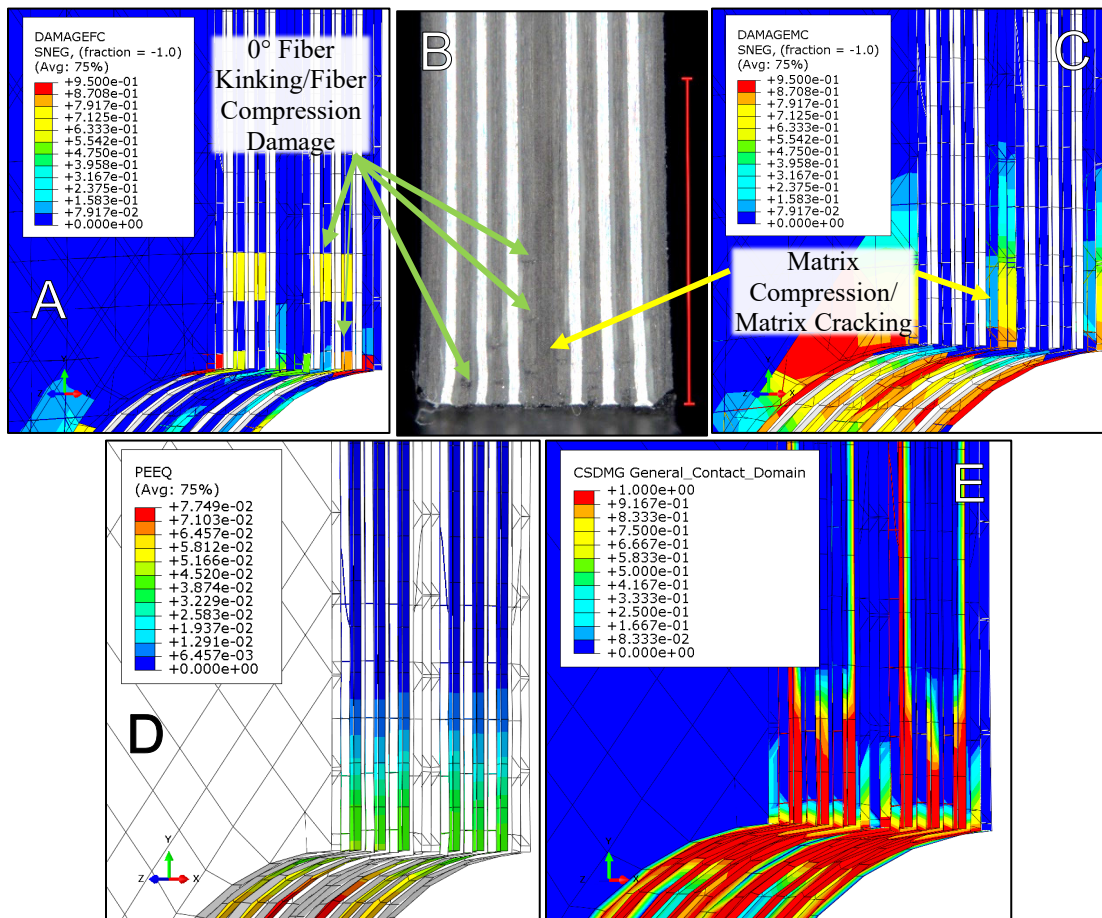 DAMAGEFC
SNEG, (fraction = -1.0)
(Avg: 75%)
+9.500e-01
+8.708e-01
+7.917e-01
+7.125e-01
+6.333e-01
+5.542e-01
+4.750e-01
+3.958e-01
+3.167e-01
+2.375e-01
+1.583e-01
+7.917e-02
+0.000e+00
A
Z
X
0° Fiber
Kinking/Fiber
Compression
Damage
B
DAMAGEMC
SNEG, (fraction = -1.0)
(Avg: 75%)
+9.500e-01
+8.708e-01
+7.917e-01
+7.125e-01
+6.333e-01
+5.542e-01
+4.750e-01
+3.958e-01
+3.167e-01
+2.375e-01
+1.583e-01
+7.917e-02
+0.000e+00
C
Matrix
Compression/
Matrix Cracking
Z
X
PEEQ
(Avg: 75%)
+7.749e-02
+7.103e-02
+6.457e-02
+5.812e-02
+5.166e-02
+4.520e-02
+3.874e-02
+3.229e-02
+2.583e-02
+1.937e-02
+1.291e-02
+6.457e-03
+0.000e+00
D
Y
Z
X
CSDMG General_Contact_Domain
+1.000e+00
+9.167e-01
+8.333e-01
+7.500e-01
+6.667e-01
+5.833e-01
+5.000e-01
+4.167e-01
+3.333e-01
+2.500e-01
+1.667e-01
+8.333e-02
+0.000e+00
E
Y
Z
X